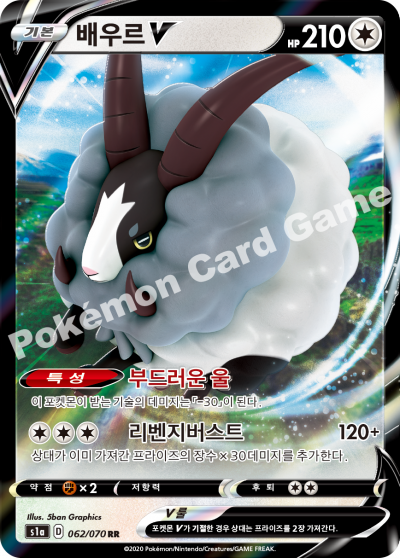 기본 배우르 V HP 210
Pokémon Card Game
특성 부드러운 울
이 포켓몬이 받는 기술의 데미지는 「-30」이 된다.
리벤지버스트 120+
상대가 이미 가져간 프라이즈의 장수 × 30데미지를 추가한다.
약점 ×2 저항력 후퇴
Illus. 5ban Graphics
V룰
s1a D 062/070 RR
포켓몬 V가 기절한 경우 상대는 프라이즈를 2장 가져간다.
©2020 Pokémon/Nintendo/Creatures/GAME FREAK.